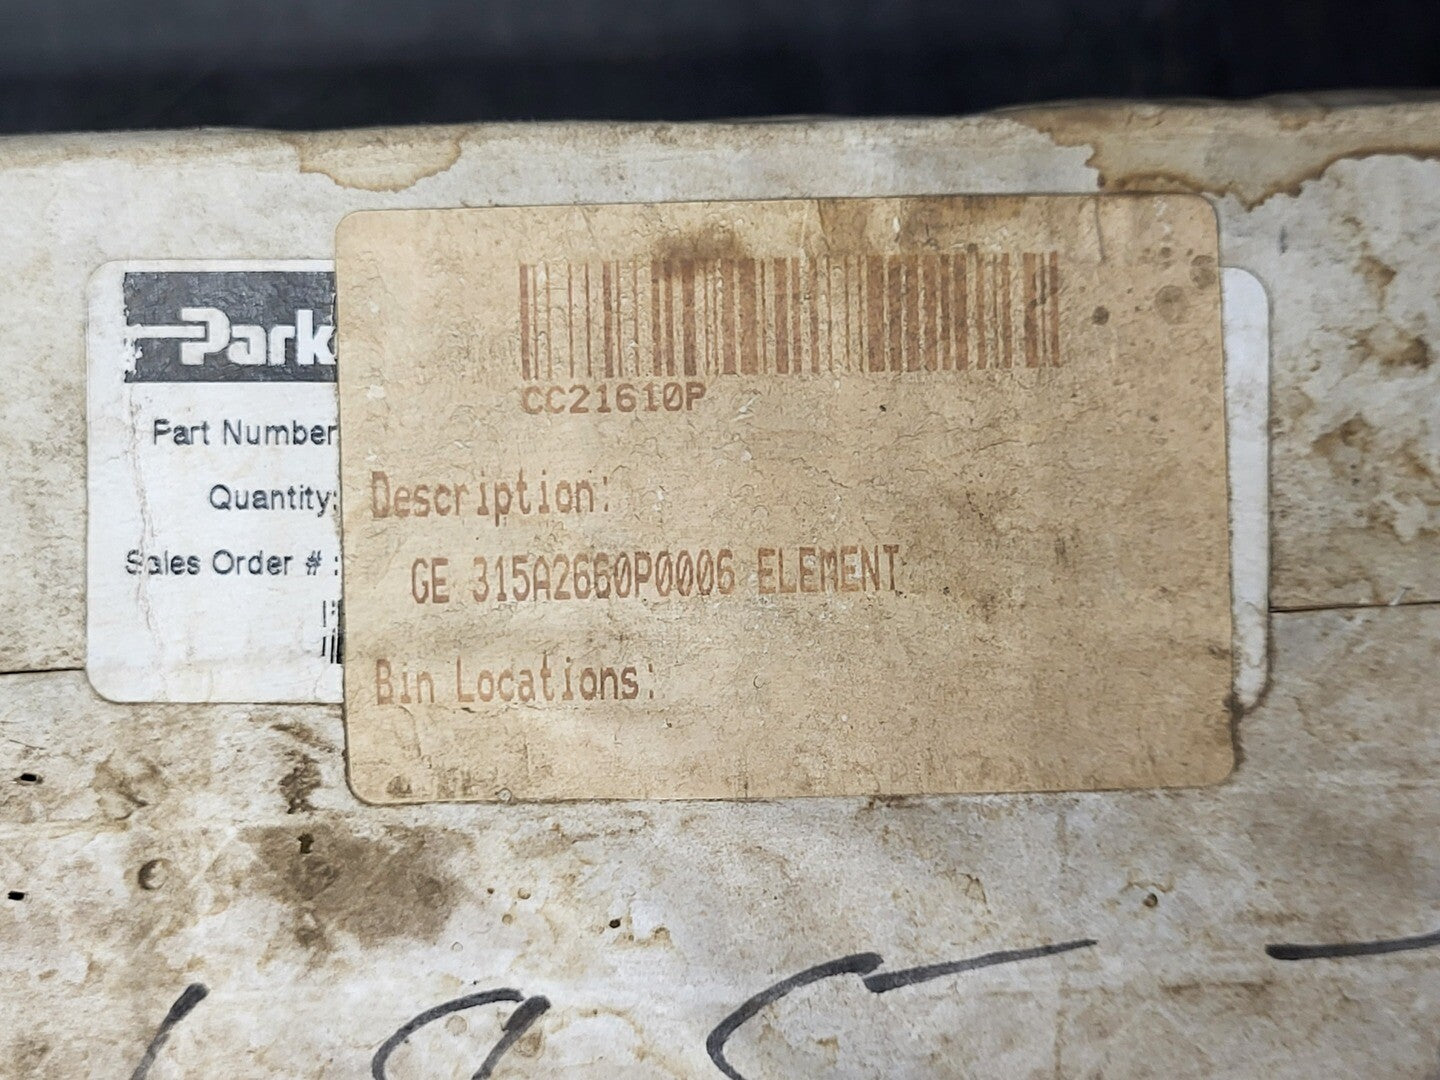 Park
Part Number
Quantity:
Sales Order # :
CC21610P
Description:
GE 315A2660P0006 ELEMENT
Bin Locations: